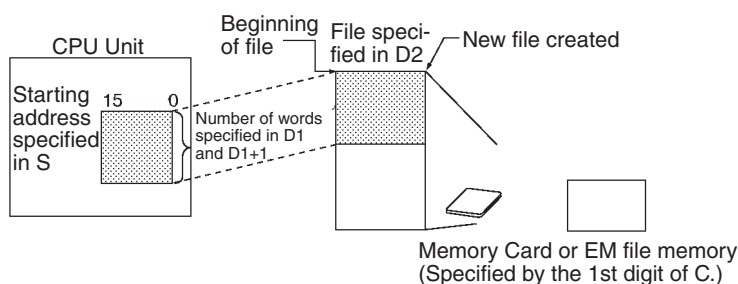 CPU Unit
Starting
address
specified
in S
15 0
Number of words
specified in D1
and D1+1
Beginning
of file
File speci-
fied in D2
New file created
Memory Card or EM file memory
(Specified by the 1st digit of C.)